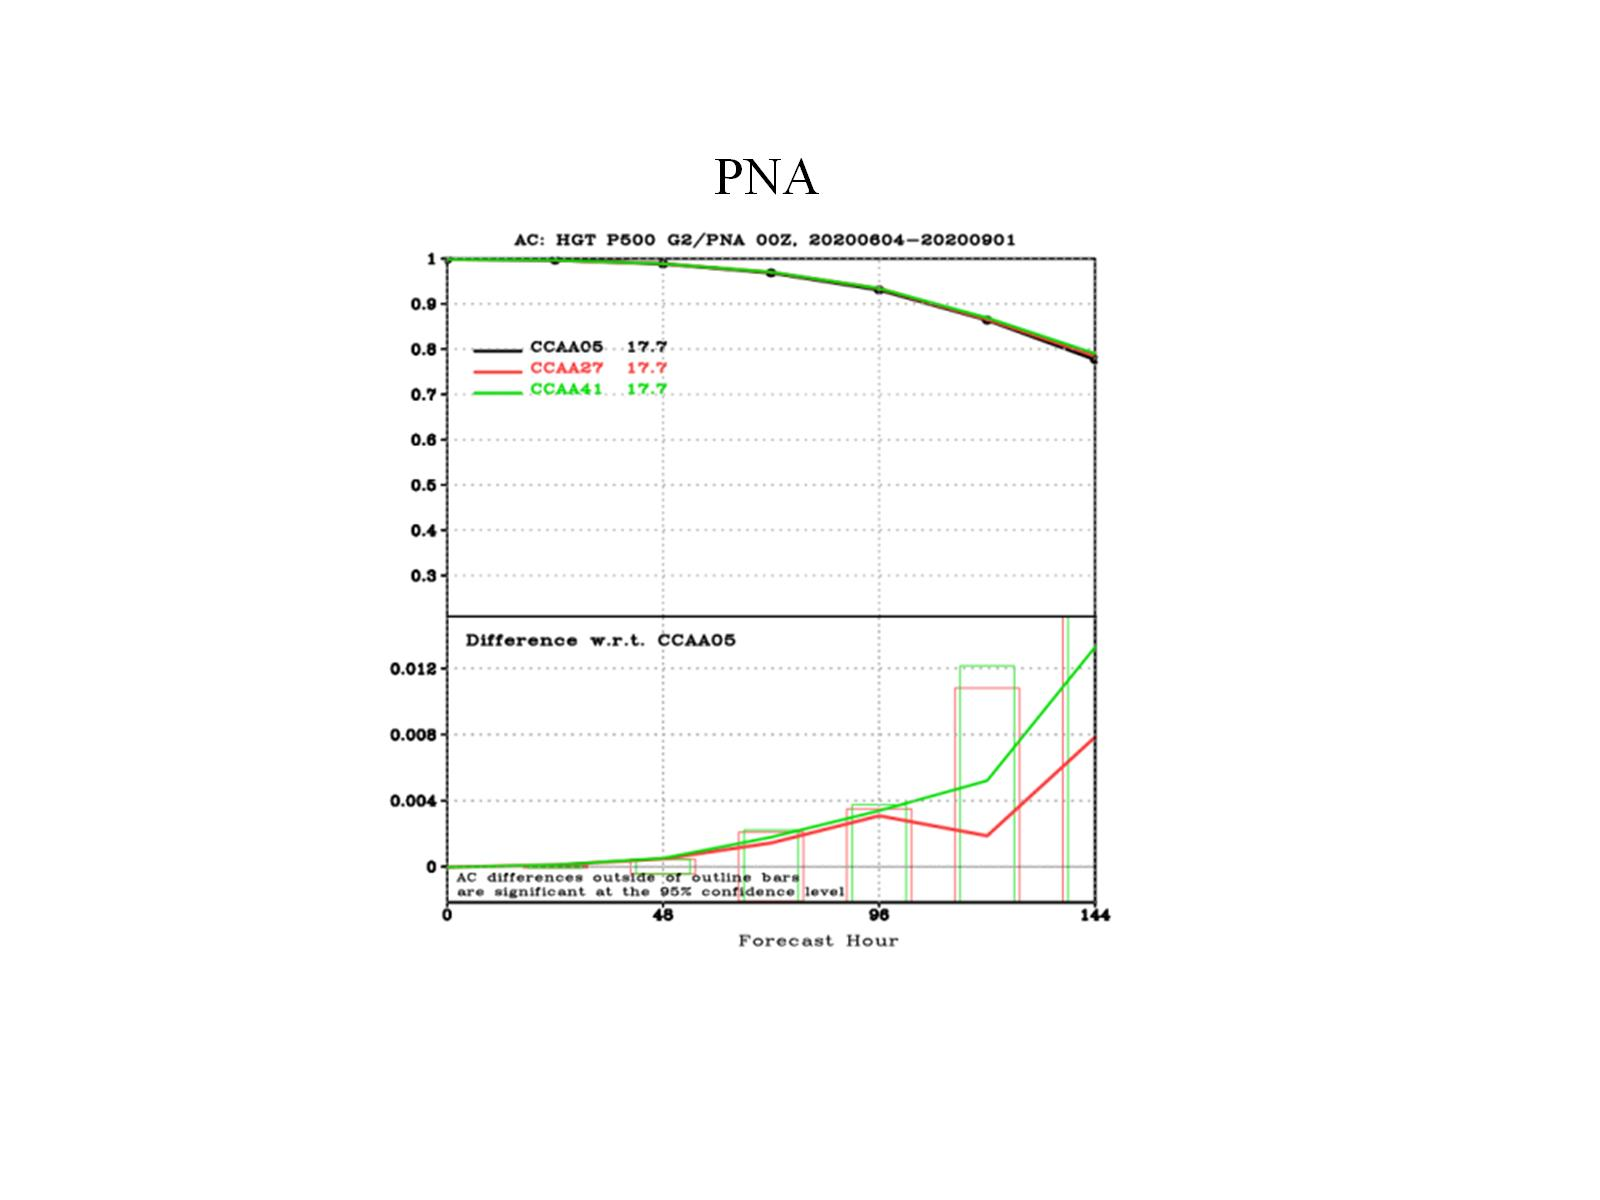 PNA
AC: HGT P500 G2/PNA 00Z, 20200604-20200901
1
0.9
0.8
0.7
0.6
0.5
0.4
0.3
CCAA05 17.7
CCAA27 17.7
CCAA41 17.7
Difference w.r.t. CCAA05
0.012
0.008
0.004
0
AC differences outside of outline bars
are significant at the 95% confidence level
0 48 96 144
Forecast Hour